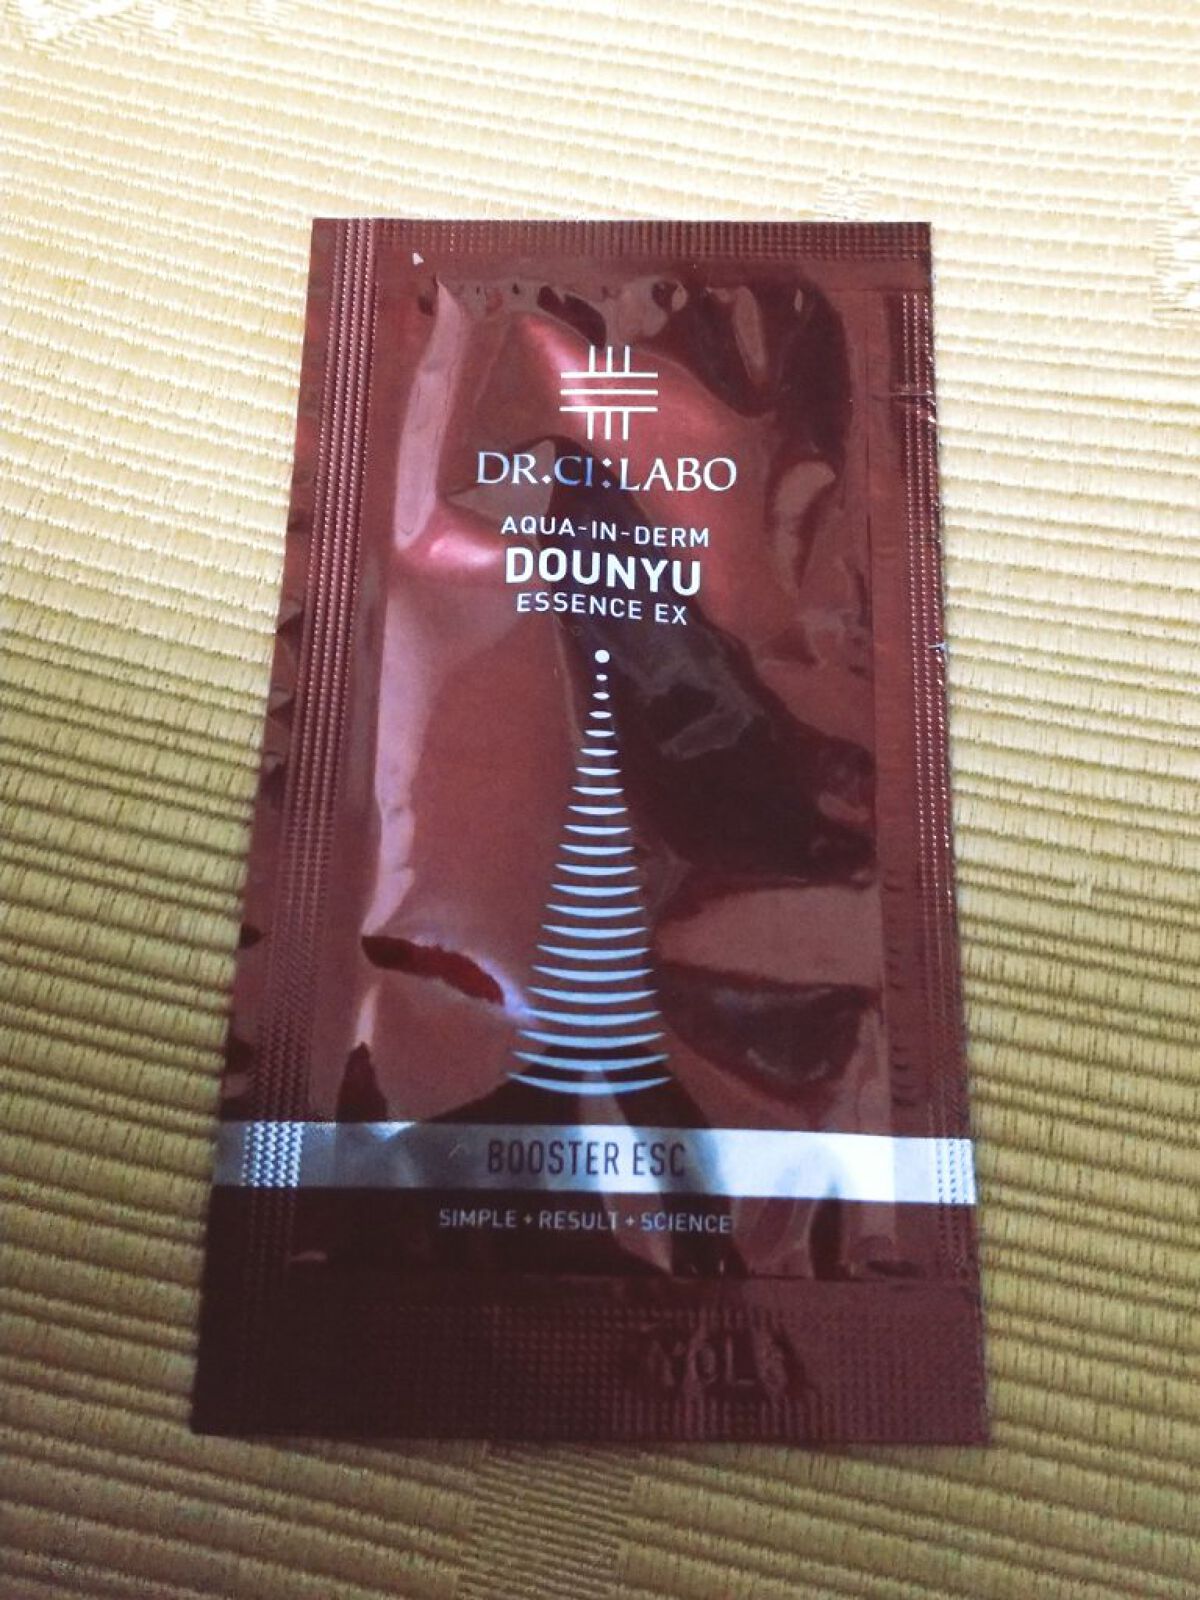 DR.CI:LABO
AQUA-IN-DERM
DOUNYU
ESSENCE EX
BOOSTER ESC
SIMPLE + RESULT + SCIENCE